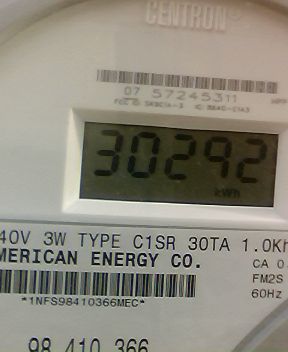 CENTRON®
07 57245311
30292
kWh
40V 3W TYPE C1SR 30TA 1.0Kh
MERICAN ENERGY CO.
CA 0.
FM2S
*1NFS98410366MEC*
60Hz
98 410 366